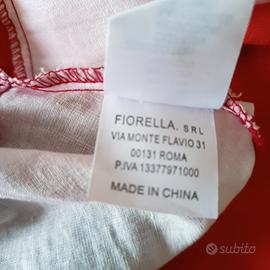 FIORELLA. SRL
VIA MONTE FLAVIO 31
00131 ROMA
P.IVA 13377971000
MADE IN CHINA
subito